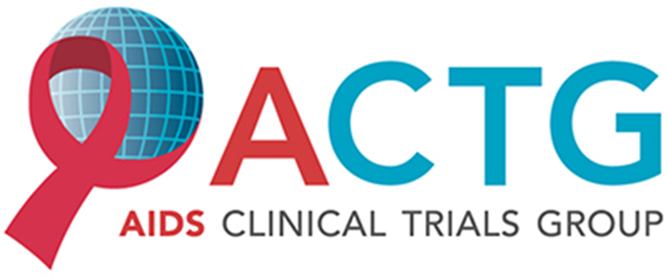 ACTG
AIDS CLINICAL TRIALS GROUP